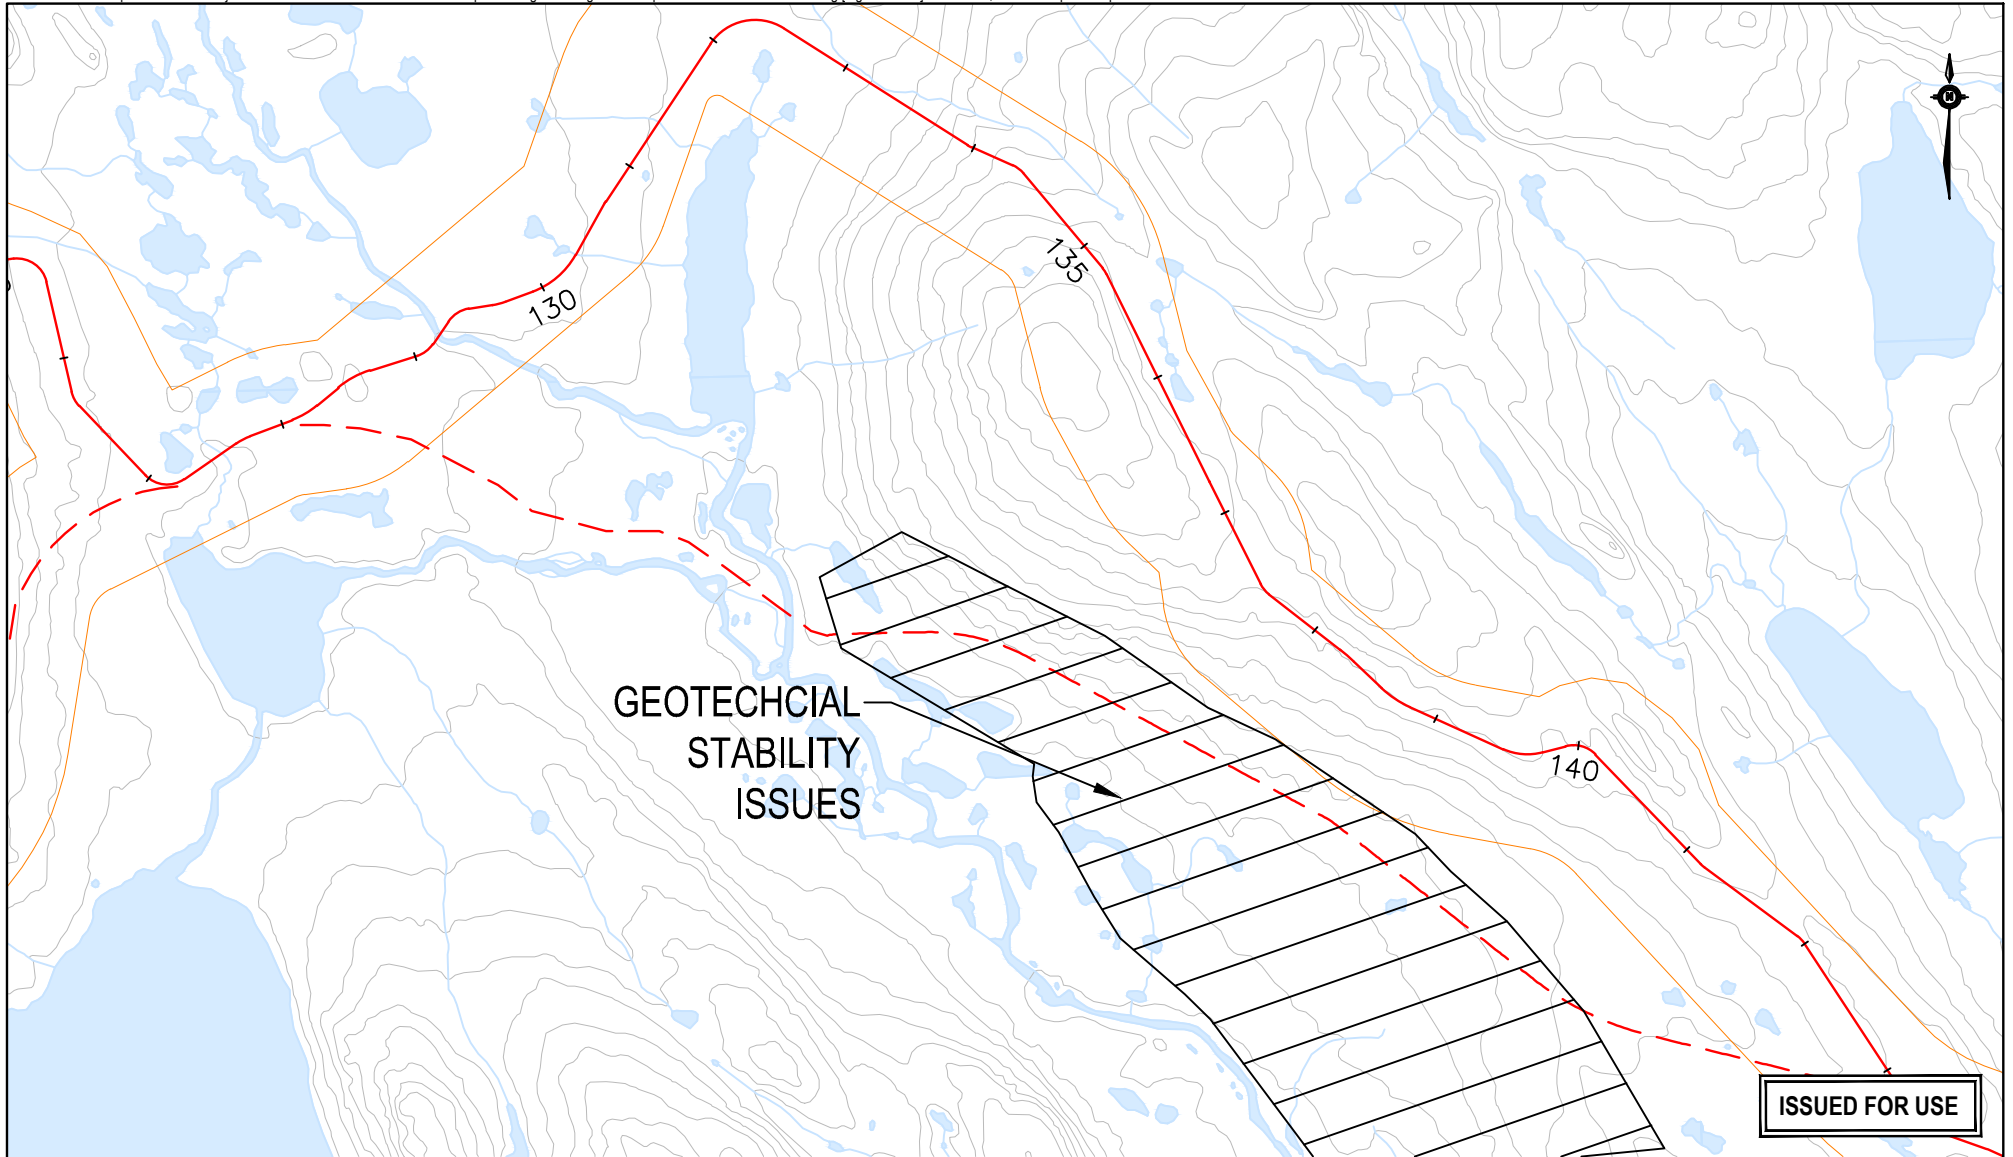 130
135
140
GEOTECHCIAL
STABILITY
ISSUES
ISSUED FOR USE